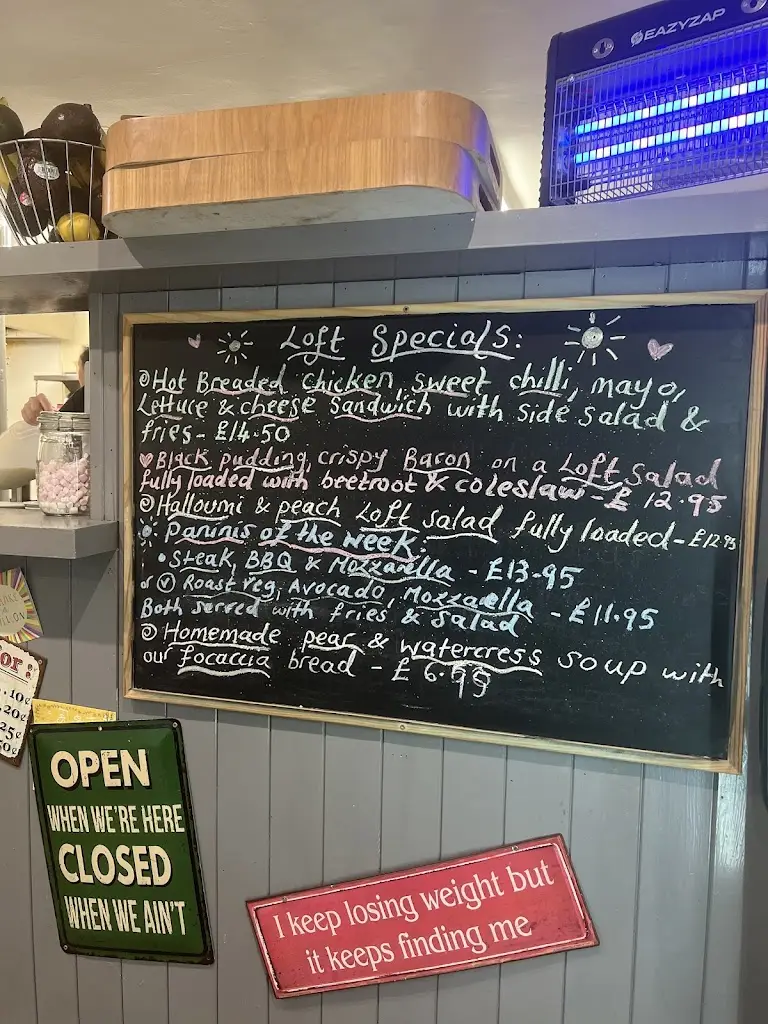 EAZYZAP
Loft Specials:
Hot Breaded Chicken, sweet chilli, mayo,
Lettuce & cheese sandwich with side salad &
fries - £14.50
Black pudding, crispy Bacon on a Loft Salad
fully loaded with beetroot & coleslaw - £12.95
Halloumi & peach Loft salad fully loaded - £12.95
Paninis of the week:
• Steak, BBQ & Mozzarella - £13.95
or Ⓥ Roast veg, Avocado, Mozzarella - £11.95
Both served with fries & salad
Homemade pear & watercress soup with
our focaccia bread - £6.95
OPEN
WHEN WE'RE HERE
CLOSED
WHEN WE AIN'T
I keep losing weight but
it keeps finding me